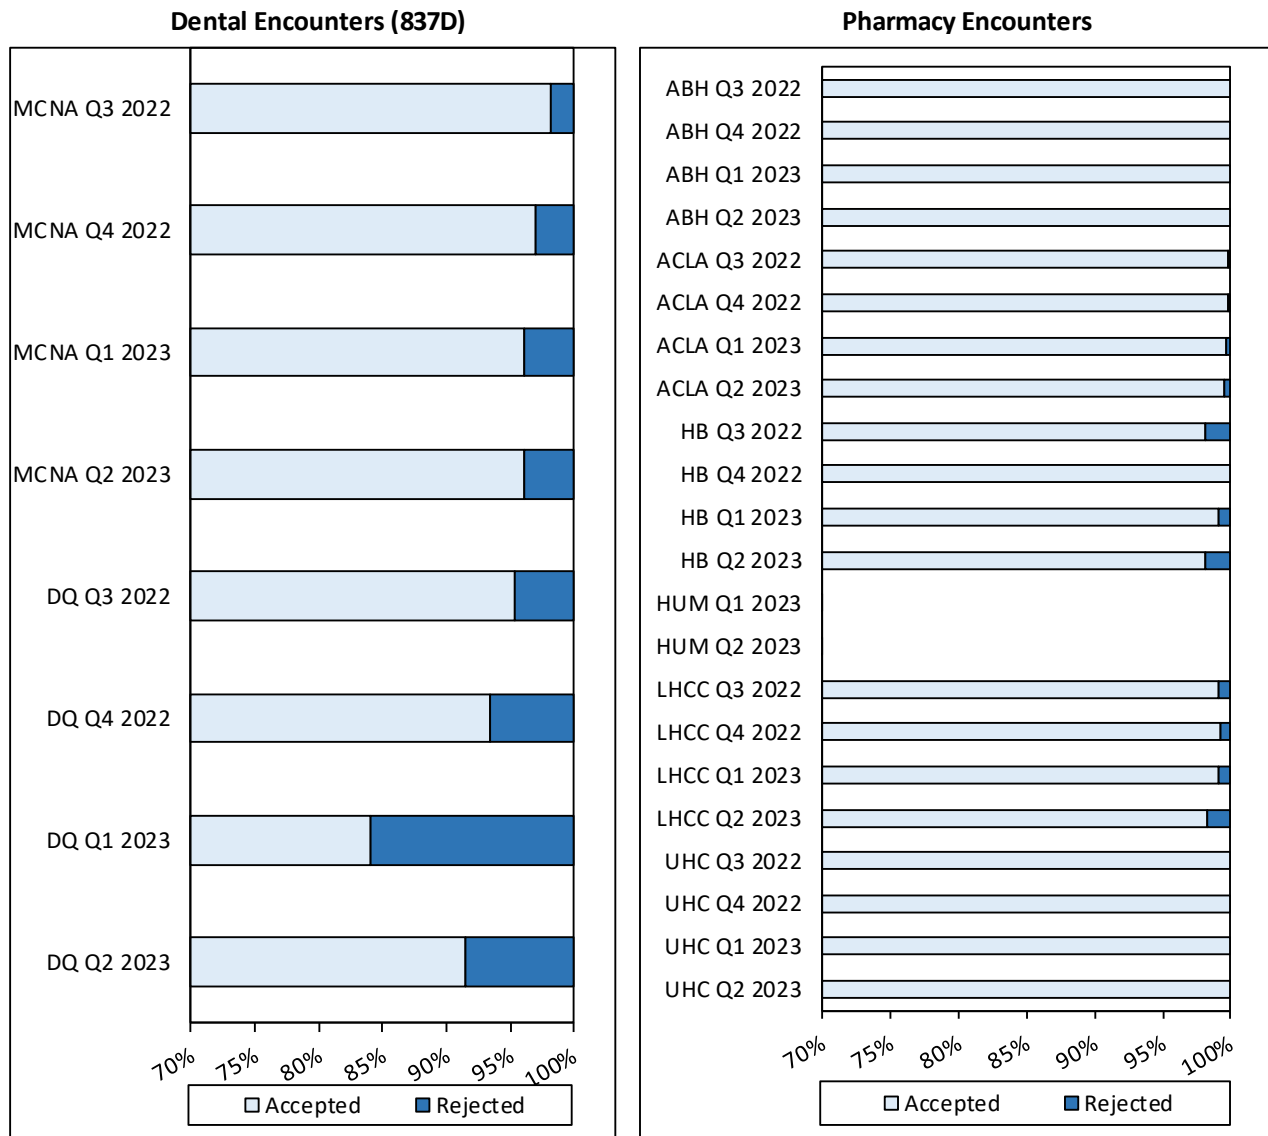 Dental Encounters (837D)
MCNA Q3 2022
MCNA Q4 2022
MCNA Q1 2023
MCNA Q2 2023
DQ Q3 2022
DQ Q4 2022
DQ Q1 2023
DQ Q2 2023
70% 75% 80% 85% 90% 95% 100%
Accepted Rejected
Pharmacy Encounters
ABH Q3 2022
ABH Q4 2022
ABH Q1 2023
ABH Q2 2023
ACLA Q3 2022
ACLA Q4 2022
ACLA Q1 2023
ACLA Q2 2023
HB Q3 2022
HB Q4 2022
HB Q1 2023
HB Q2 2023
HUM Q1 2023
HUM Q2 2023
LHCC Q3 2022
LHCC Q4 2022
LHCC Q1 2023
LHCC Q2 2023
UHC Q3 2022
UHC Q4 2022
UHC Q1 2023
UHC Q2 2023
70% 75% 80% 85% 90% 95% 100%
Accepted Rejected